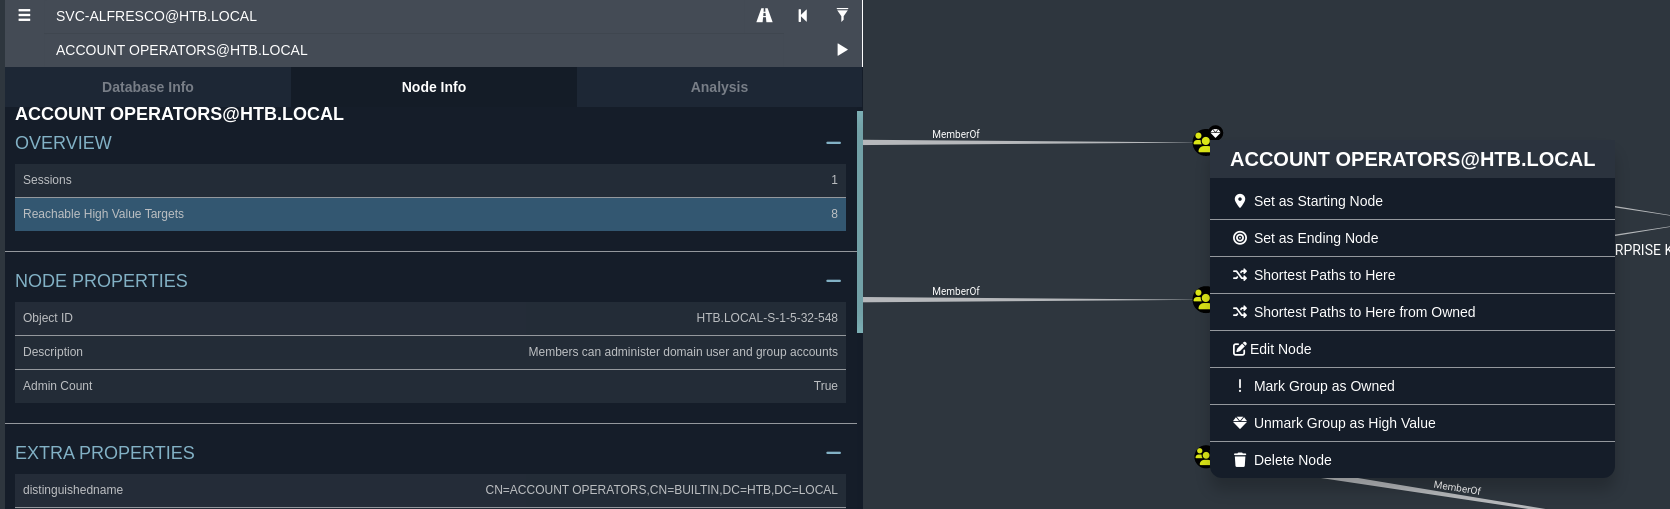 SVC-ALFRESCO@HTB.LOCAL
ACCOUNT OPERATORS@HTB.LOCAL
Database Info Node Info Analysis
ACCOUNT OPERATORS@HTB.LOCAL
OVERVIEW
Sessions 1
Reachable High Value Targets 8
NODE PROPERTIES
Object ID HTB.LOCAL-S-1-5-32-548
Description Members can administer domain user and group accounts
Admin Count True
EXTRA PROPERTIES
distinguishedname CN=ACCOUNT OPERATORS,CN=BUILTIN,DC=HTB,DC=LOCAL
MemberOf
MemberOf
ACCOUNT OPERATORS@HTB.LOCAL
Set as Starting Node
Set as Ending Node
Shortest Paths to Here
Shortest Paths to Here from Owned
Edit Node
Mark Group as Owned
Unmark Group as High Value
Delete Node
RPRISE K
MemberOf